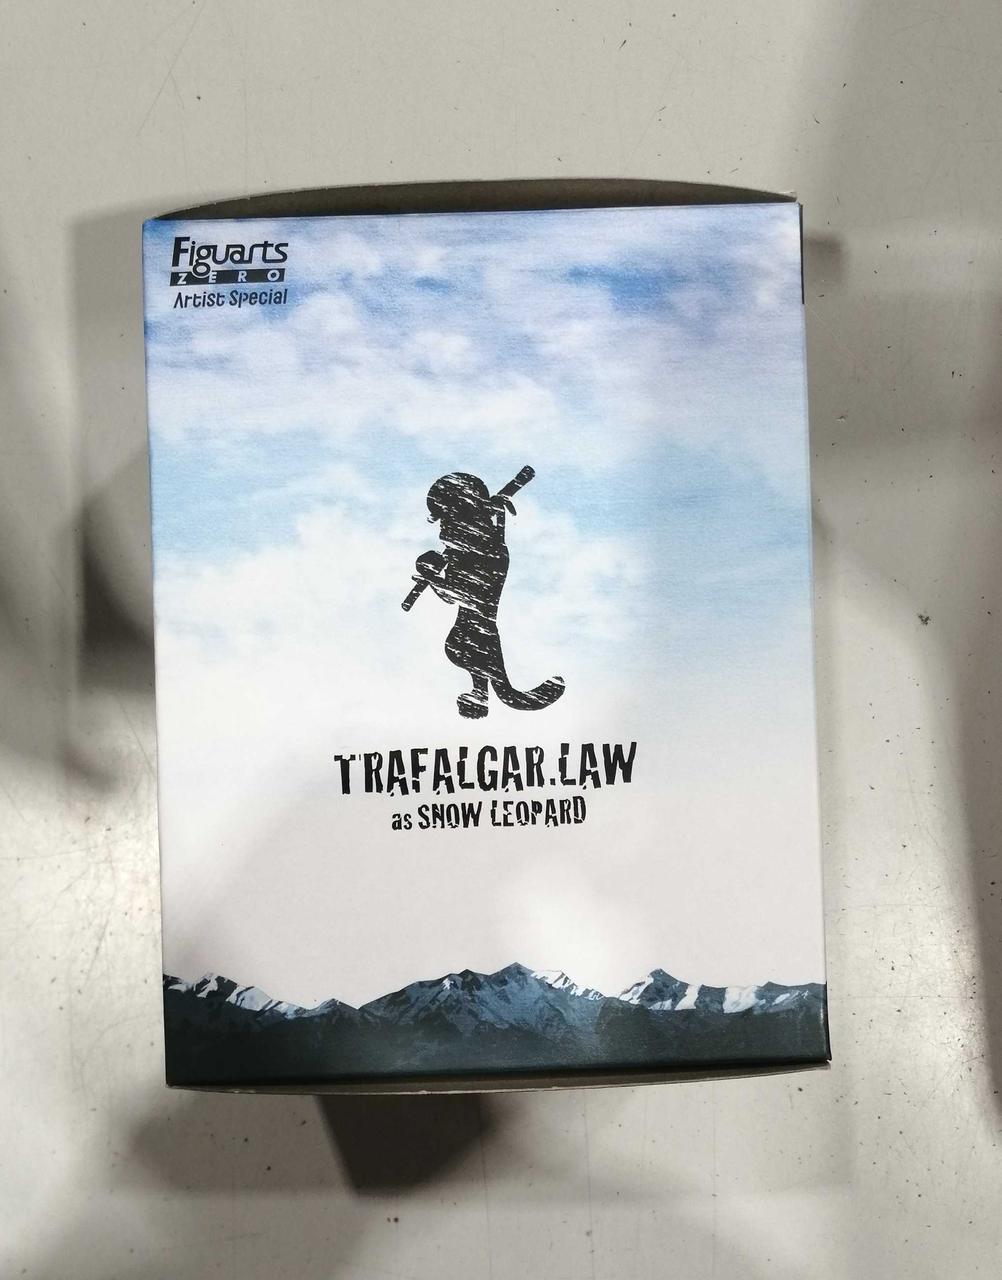 Figuarts
ZERO
Artist Special
TRAFALGAR.LAW
as SNOW LEOPARD